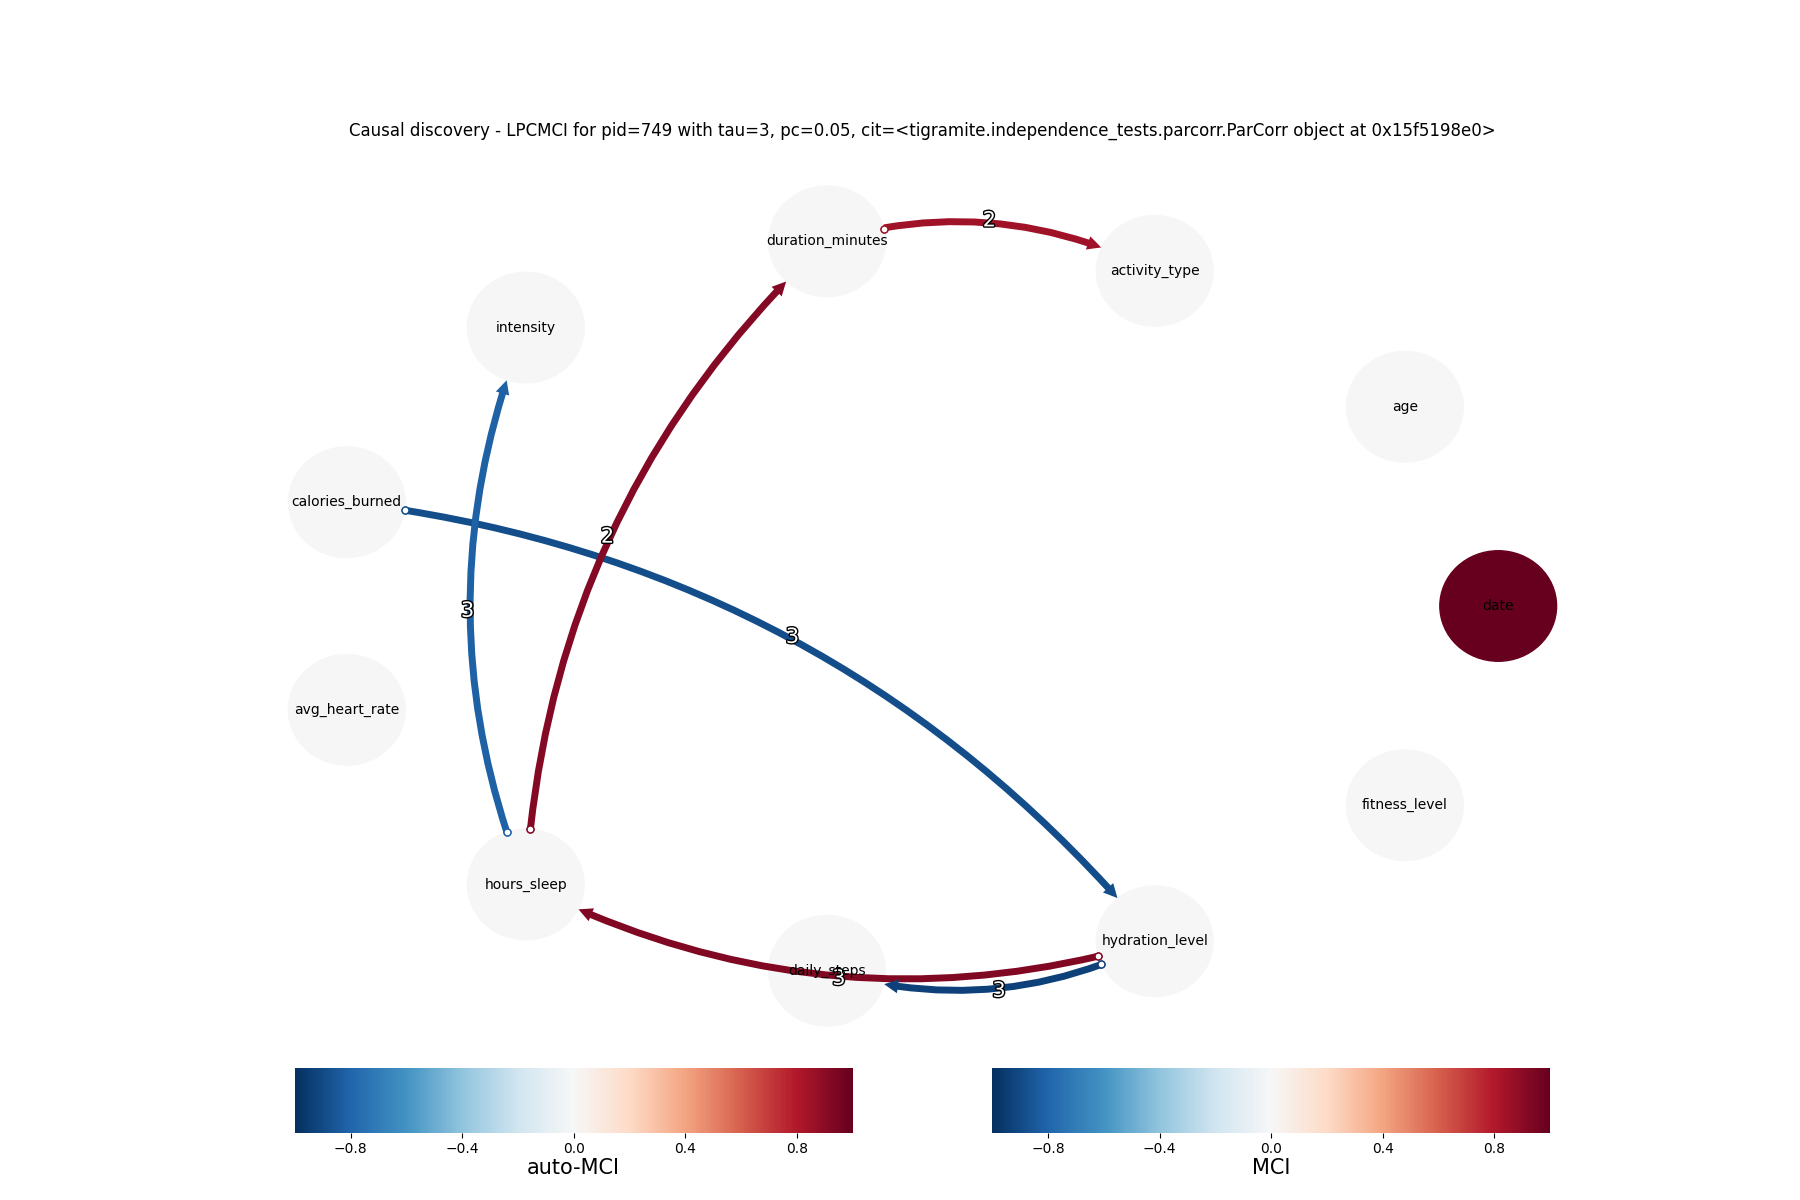 Causal discovery - LPCMCI for pid=749 with tau=3, pc=0.05, cit=<tigramite.independence_tests.parcorr.ParCorr object at 0x15f5198e0>
duration_minutes
2
activity_type
intensity
age
calories_burned
2
date
3
3
avg_heart_rate
fitness_level
hours_sleep
hydration_level
daily_steps
3
3
−0.8 −0.4 0.0 0.4 0.8
auto-MCI
−0.8 −0.4 0.0 0.4 0.8
MCI